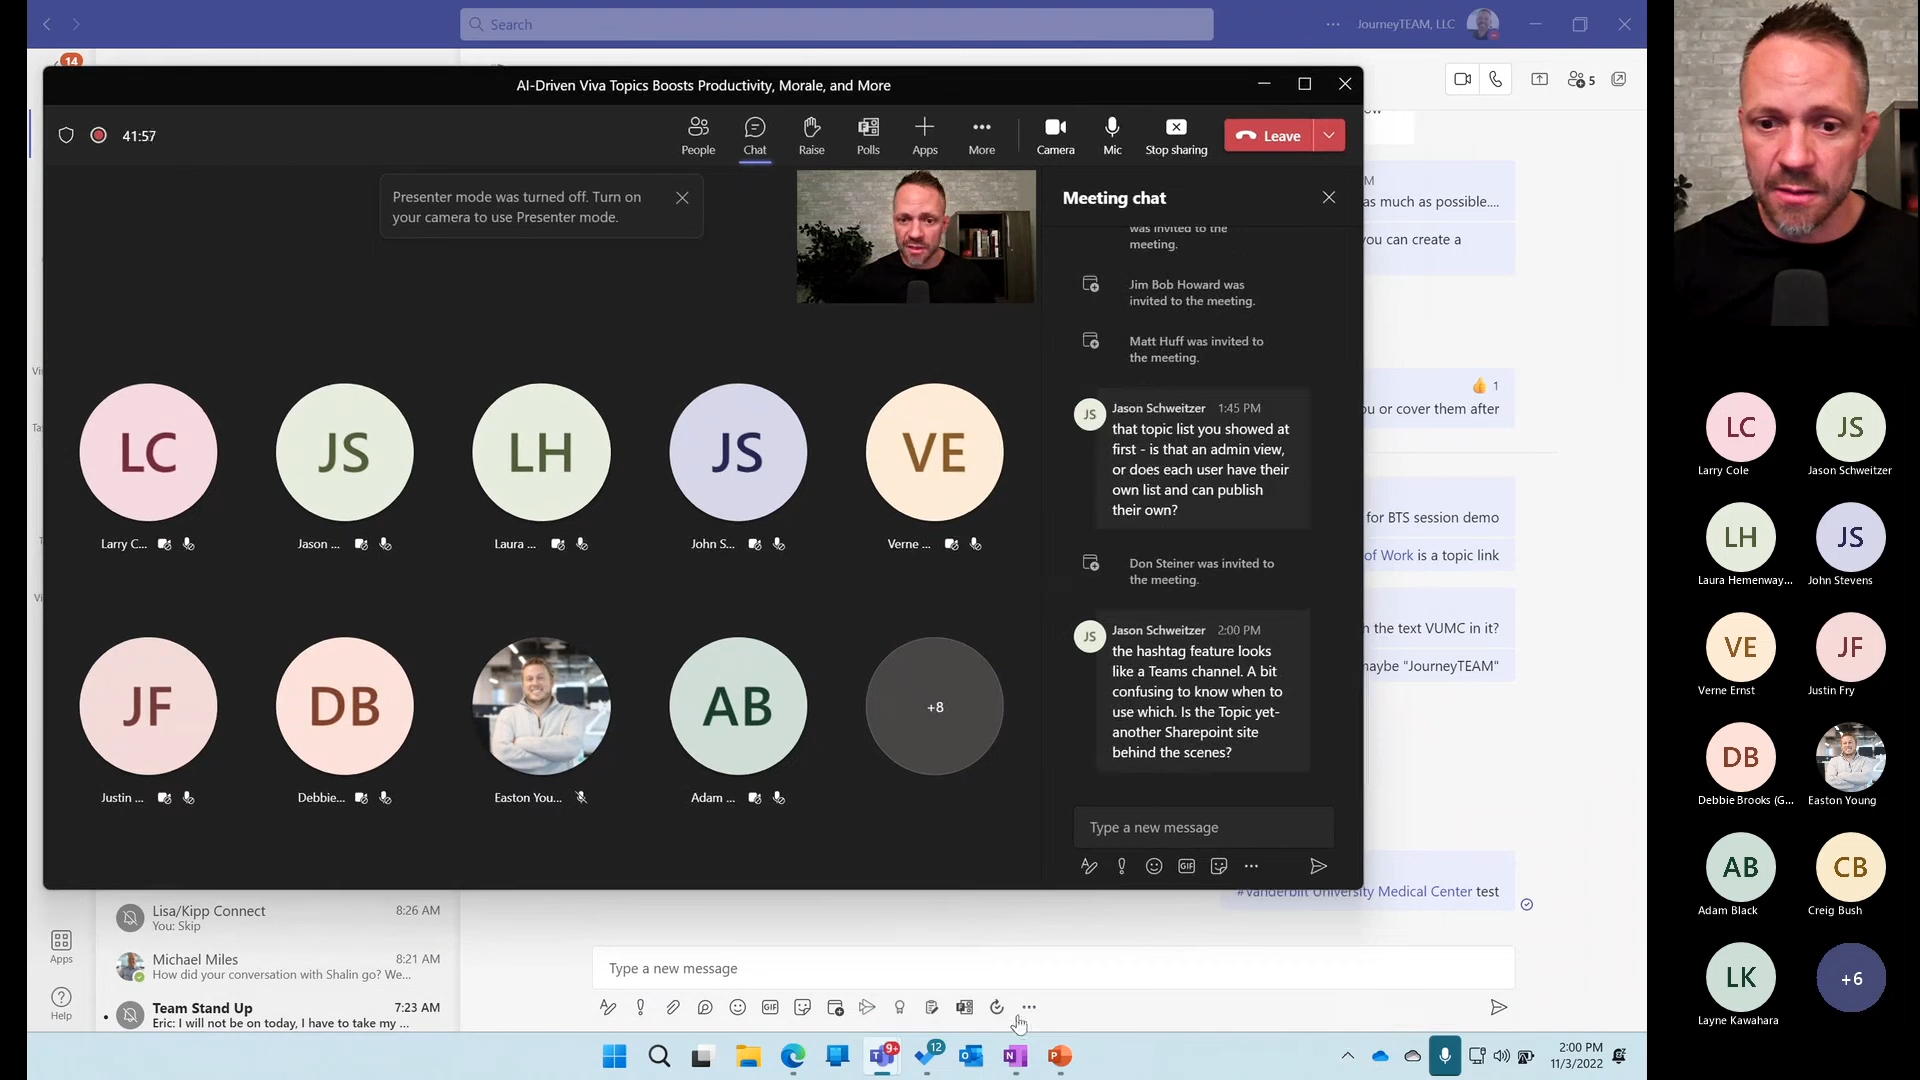 Search
JourneyTEAM, LLC
14
AI-Driven Viva Topics Boosts Productivity, Morale, and More
5
41:57
People
Chat
Raise
Polls
Apps
More
Camera
Mic
Stop sharing
Leave
Presenter mode was turned off. Turn on
your camera to use Presenter mode.
Meeting chat
was invited to the
meeting.
Jim Bob Howard was
invited to the meeting.
Matt Huff was invited to
the meeting.
JS
Jason Schweitzer 1:45 PM
that topic list you showed at
first - is that an admin view,
or does each user have their
own list and can publish
their own?
Don Steiner was invited to
the meeting.
JS
Jason Schweitzer 2:00 PM
the hashtag feature looks
like a Teams channel. A bit
confusing to know when to
use which. Is the Topic yet-
another Sharepoint site
behind the scenes?
Type a new message
GIF
LC
JS
LH
JS
VE
Larry C...
Jason ...
Laura ...
John S...
Verne ...
JF
DB
AB
+8
Justin ...
Debbie...
Easton You...
Adam ...
M
as much as possible....
you can create a
1
or cover them after
for BTS session demo
of Work is a topic link
the text VUMC in it?
maybe "JourneyTEAM"
#Vanderbilt University Medical Center test
Apps
Help
Lisa/Kipp Connect 8:26 AM
You: Skip
Michael Miles 8:21 AM
How did your conversation with Shalin go? We...
Team Stand Up 7:23 AM
Eric: I will not be on today, I have to take my ...
Type a new message
GIF
9+
12
2:00 PM
11/3/2022
LC
JS
Larry Cole
Jason Schweitzer
LH
JS
Laura Hemenway...
John Stevens
VE
JF
Verne Ernst
Justin Fry
DB
Debbie Brooks (G...
Easton Young
AB
CB
Adam Black
Creig Bush
LK
+6
Layne Kawahara